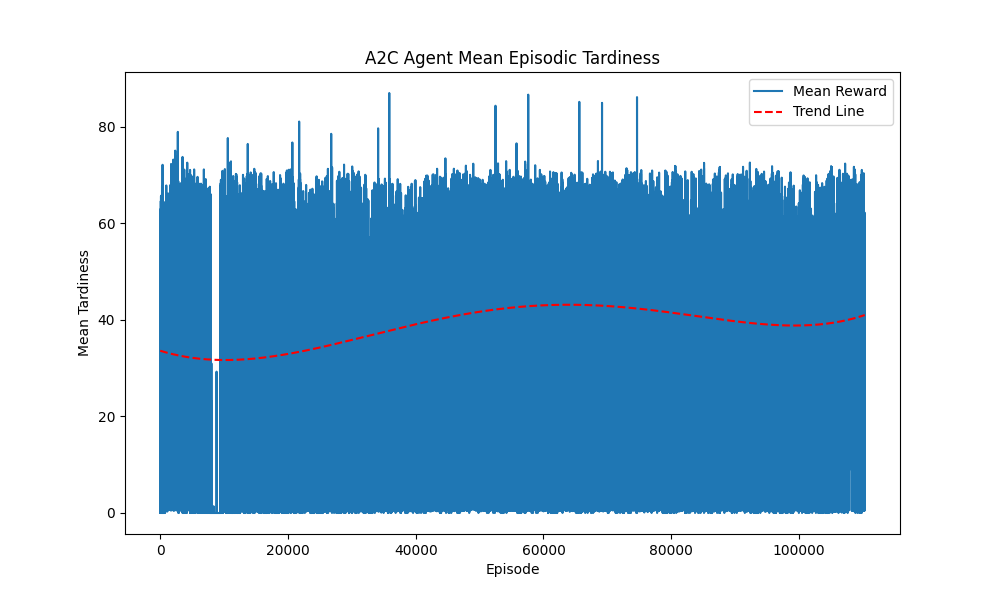 A2C Agent Mean Episodic Tardiness
Mean Reward
Trend Line
Mean Tardiness
80
60
40
20
0
0 20000 40000 60000 80000 100000
Episode